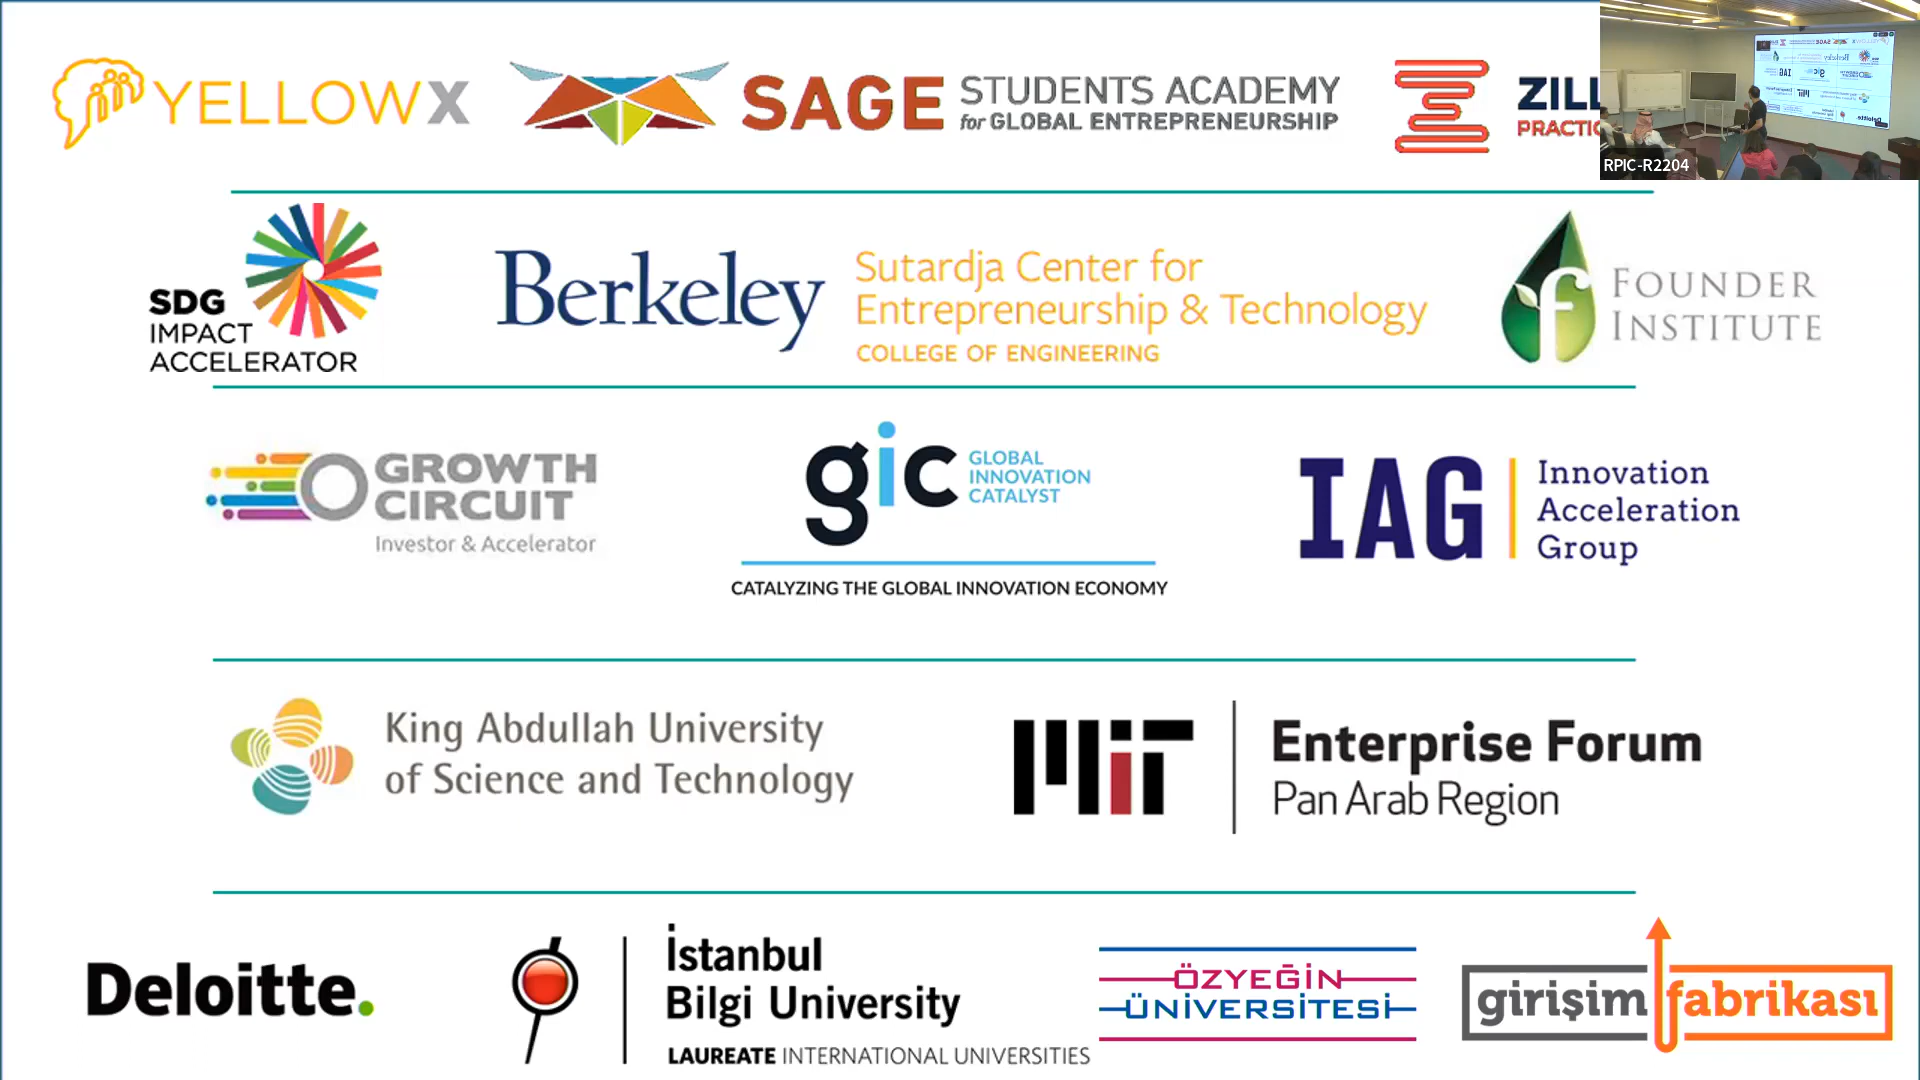 YELLOWX
SAGE STUDENTS ACADEMY
for GLOBAL ENTREPRENEURSHIP
RPIC-R2204
SDG
IMPACT
ACCELERATOR
Berkeley
Sutardja Center for
Entrepreneurship & Technology
COLLEGE OF ENGINEERING
FOUNDER
INSTITUTE
GROWTH
CIRCUIT
Investor & Accelerator
gic GLOBAL
INNOVATION
CATALYST
CATALYZING THE GLOBAL INNOVATION ECONOMY
IAG
Innovation
Acceleration
Group
King Abdullah University
of Science and Technology
MIT
Enterprise Forum
Pan Arab Region
Deloitte.
İstanbul
Bilgi University
LAUREATE INTERNATIONAL UNIVERSITIES
ÖZYEĞİN
ÜNİVERSİTESİ
girişim fabrikası